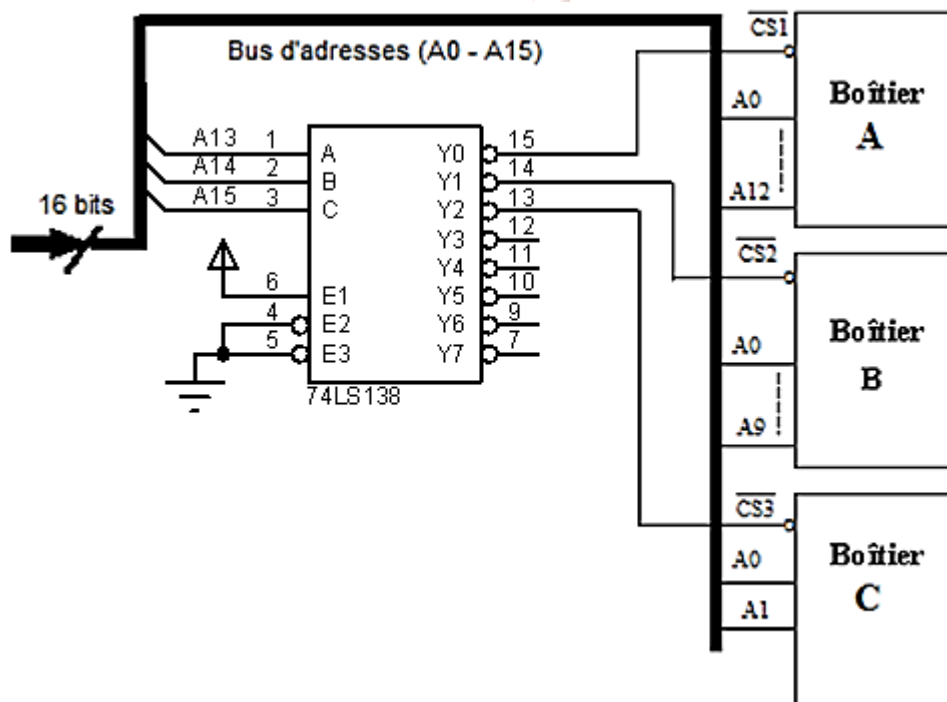 Bus d'adresses (A0 - A15)
16 bits
A13 1
A14 2
A15 3
A
B
C
6
4
5
E1
E2
E3
Y0
Y1
Y2
Y3
Y4
Y5
Y6
Y7
15
14
13
12
11
10
9
7
74LS138
CS1
A0
A12
Boîtier
A
CS2
A0
A9
Boîtier
B
CS3
A0
A1
Boîtier
C